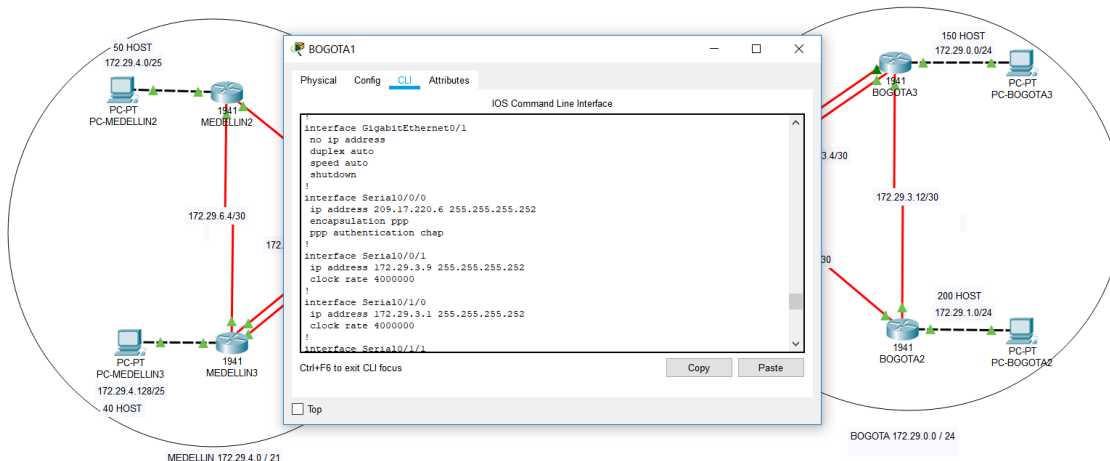 50 HOST
172.29.4.0/25
PC-PT
PC-MEDELLIN2
1941
MEDELLIN2
172.29.6.4/30
172.
PC-PT
PC-MEDELLIN3
172.29.4.128/25
40 HOST
1941
MEDELLIN3
MEDELLIN 172.29.4.0 / 21
BOGOTA1
Physical Config CLI Attributes
IOS Command Line Interface
!
interface GigabitEthernet0/1
no ip address
duplex auto
speed auto
shutdown
!
interface Serial0/0/0
ip address 209.17.220.6 255.255.255.252
encapsulation ppp
ppp authentication chap
!
interface Serial0/0/1
ip address 172.29.3.9 255.255.255.252
clock rate 4000000
!
interface Serial0/1/0
ip address 172.29.3.1 255.255.255.252
clock rate 4000000
!
interface Serial0/1/1
Ctrl+F6 to exit CLI focus
Copy
Paste
Top
150 HOST
172.29.0.0/24
1941
BOGOTA3
PC-PT
PC-BOGOTA3
3.4/30
172.29.3.12/30
30
200 HOST
172.29.1.0/24
1941
BOGOTA2
PC-PT
PC-BOGOTA2
BOGOTA 172.29.0.0 / 24